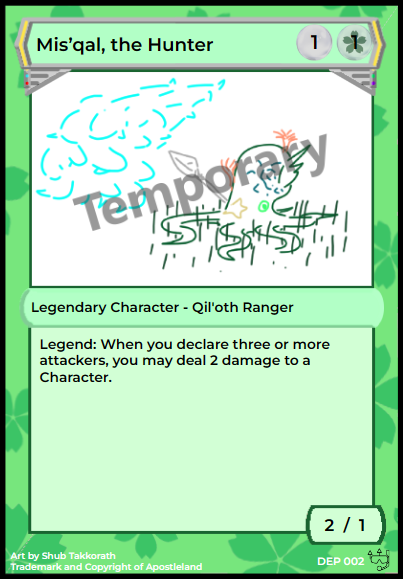 Mis’qal, the Hunter
1 1
Temporary
Legendary Character - Qil'oth Ranger
Legend: When you declare three or more
attackers, you may deal 2 damage to a
Character.
2 / 1
Art by Shub Takkorath
Trademark and Copyright of Apostleland
DEP 002